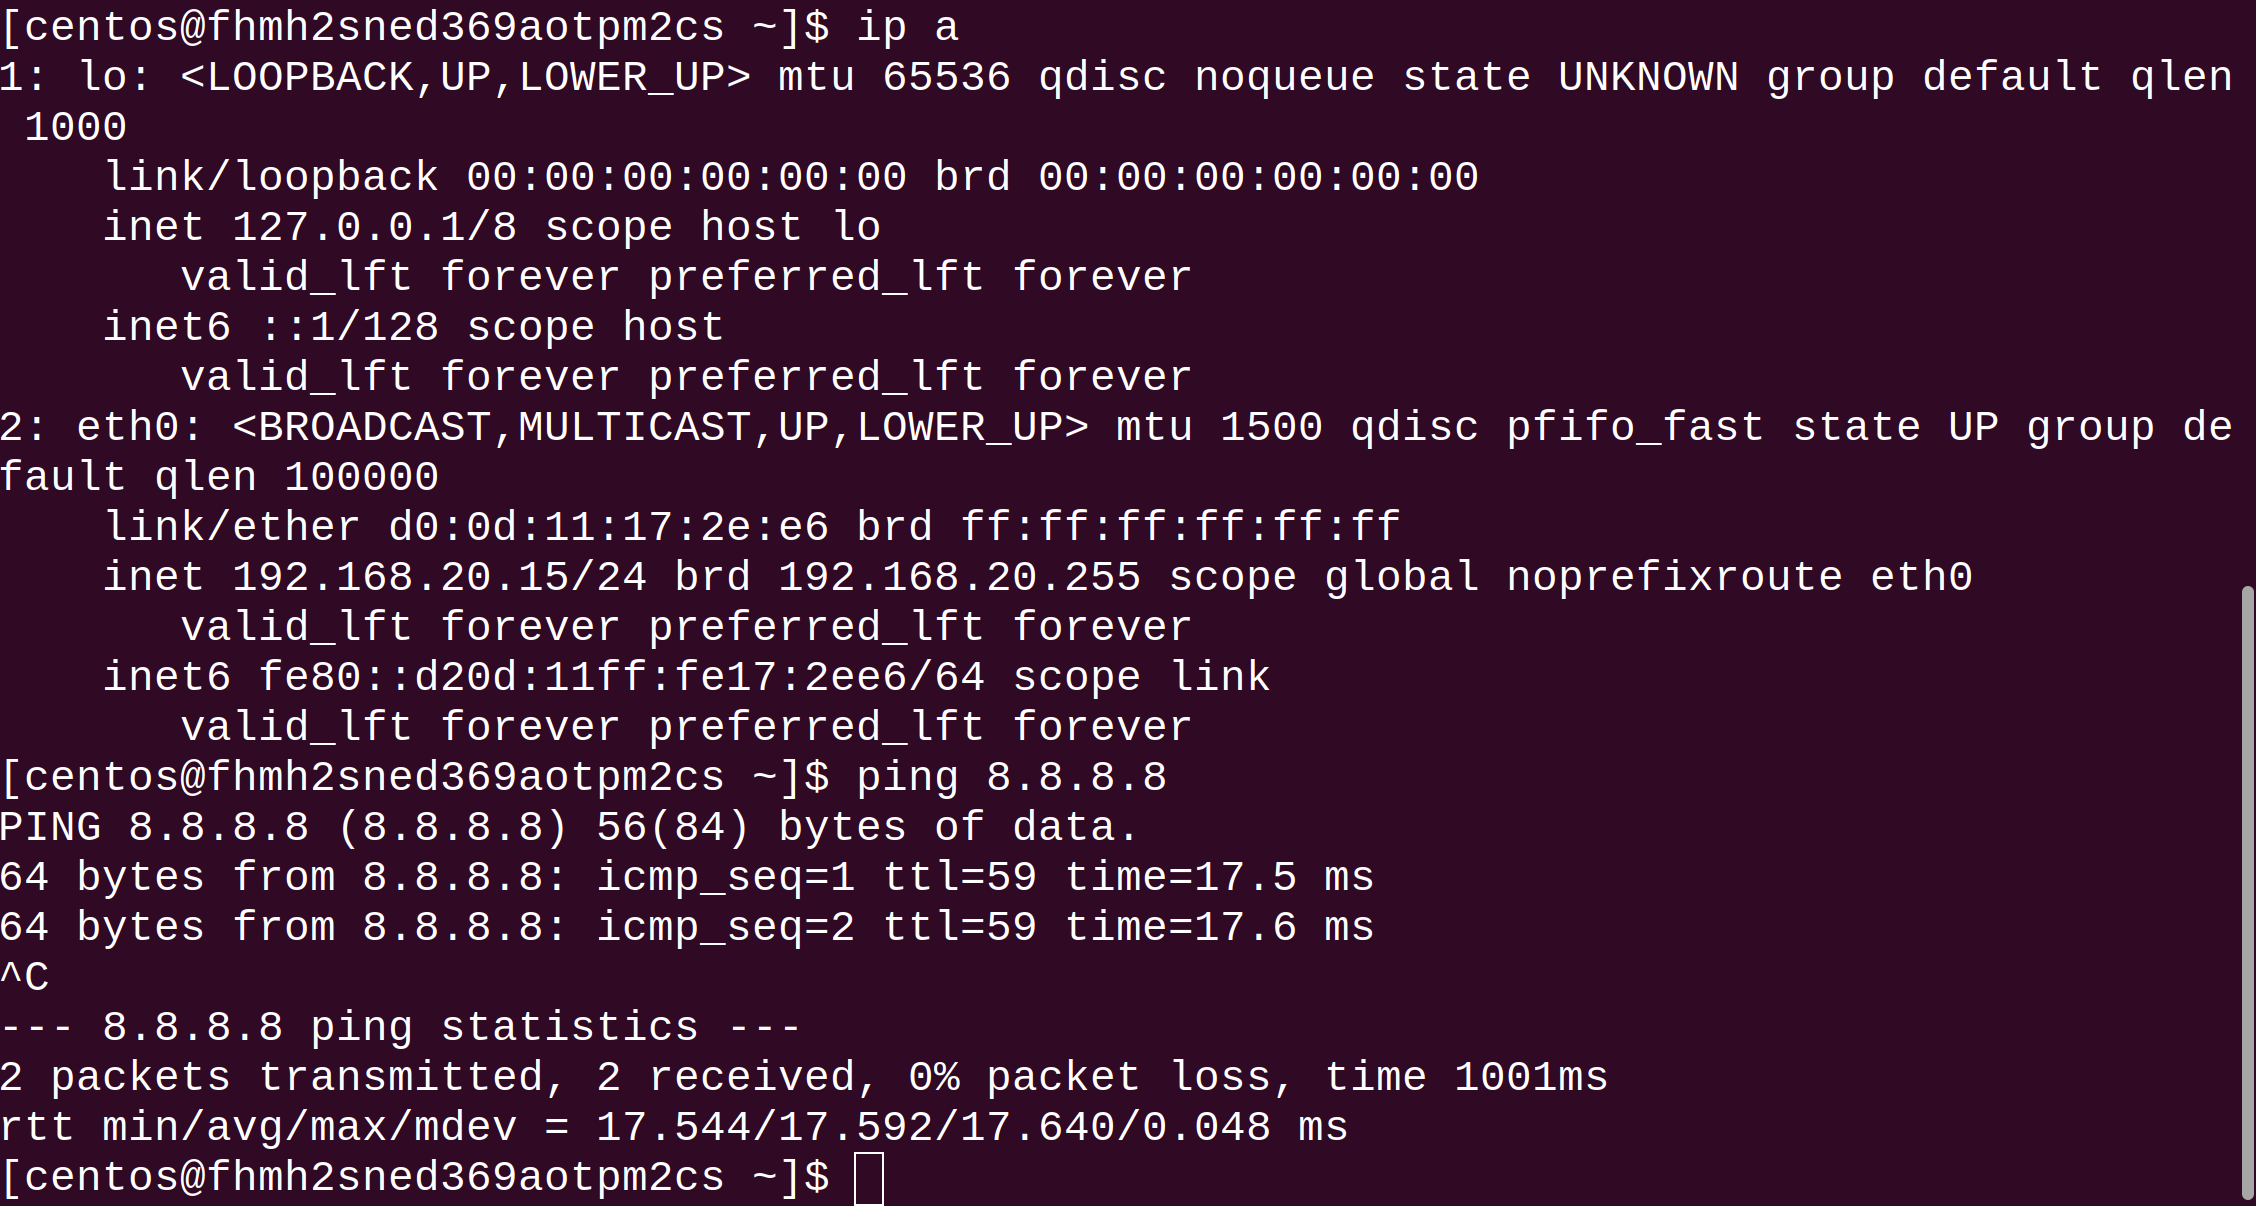 [centos@fhmh2sned369aotpm2cs ~]$ ip a
1: lo: <LOOPBACK,UP,LOWER_UP> mtu 65536 qdisc noqueue state UNKNOWN group default qlen
 1000
    link/loopback 00:00:00:00:00:00 brd 00:00:00:00:00:00
    inet 127.0.0.1/8 scope host lo
       valid_lft forever preferred_lft forever
    inet6 ::1/128 scope host
       valid_lft forever preferred_lft forever
2: eth0: <BROADCAST,MULTICAST,UP,LOWER_UP> mtu 1500 qdisc pfifo_fast state UP group de
fault qlen 100000
    link/ether d0:0d:11:17:2e:e6 brd ff:ff:ff:ff:ff:ff
    inet 192.168.20.15/24 brd 192.168.20.255 scope global noprefixroute eth0
       valid_lft forever preferred_lft forever
    inet6 fe80::d20d:11ff:fe17:2ee6/64 scope link
       valid_lft forever preferred_lft forever
[centos@fhmh2sned369aotpm2cs ~]$ ping 8.8.8.8
PING 8.8.8.8 (8.8.8.8) 56(84) bytes of data.
64 bytes from 8.8.8.8: icmp_seq=1 ttl=59 time=17.5 ms
64 bytes from 8.8.8.8: icmp_seq=2 ttl=59 time=17.6 ms
^C
--- 8.8.8.8 ping statistics ---
2 packets transmitted, 2 received, 0% packet loss, time 1001ms
rtt min/avg/max/mdev = 17.544/17.592/17.640/0.048 ms
[centos@fhmh2sned369aotpm2cs ~]$